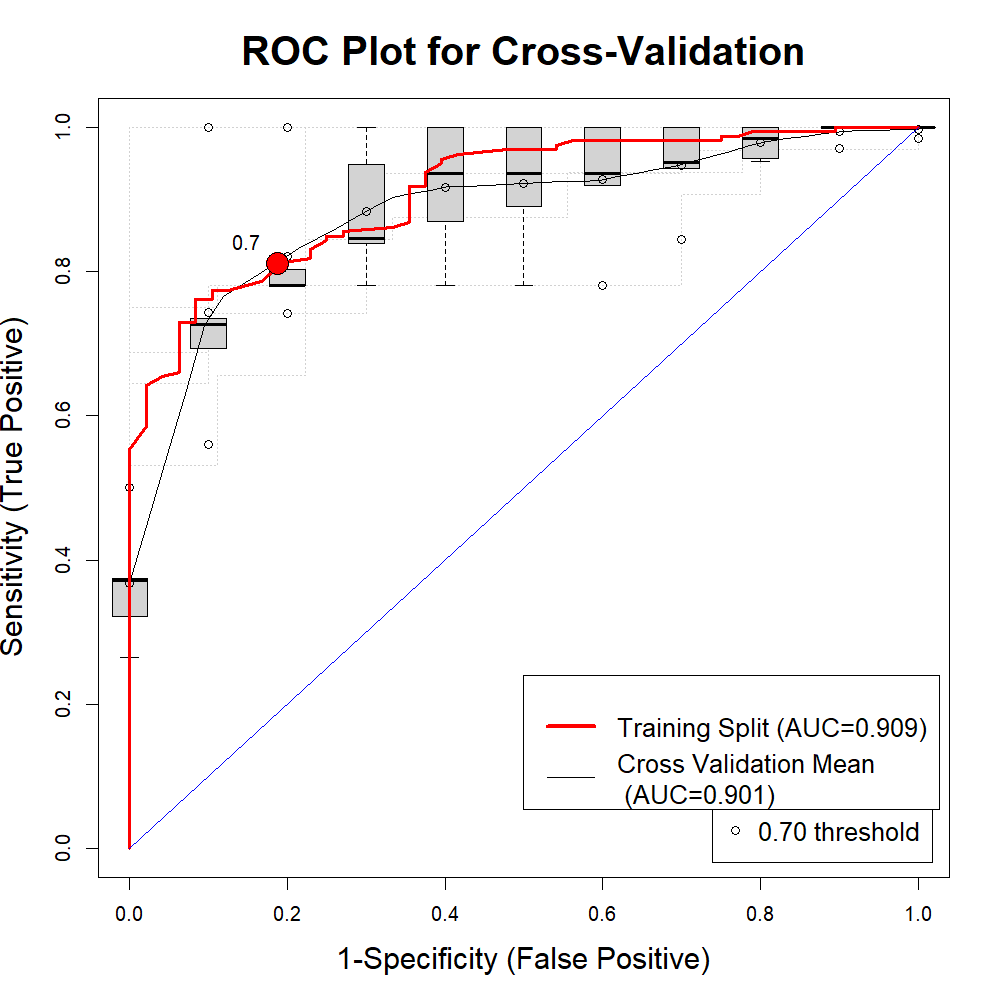 ROC Plot for Cross-Validation
Sensitivity (True Positive)
1.0
0.8
0.6
0.4
0.2
0.0
0.7
Training Split (AUC=0.909)
Cross Validation Mean
(AUC=0.901)
0.70 threshold
0.0 0.2 0.4 0.6 0.8 1.0
1-Specificity (False Positive)